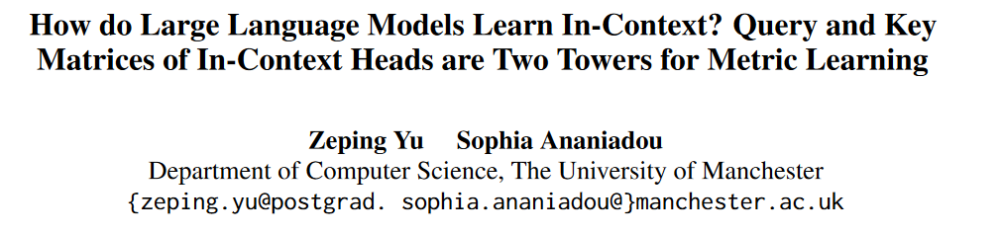 How do Large Language Models Learn In-Context? Query and Key
Matrices of In-Context Heads are Two Towers for Metric Learning
Zeping Yu Sophia Ananiadou
Department of Computer Science, The University of Manchester
{zeping.yu@postgrad. sophia.ananiadou@}manchester.ac.uk